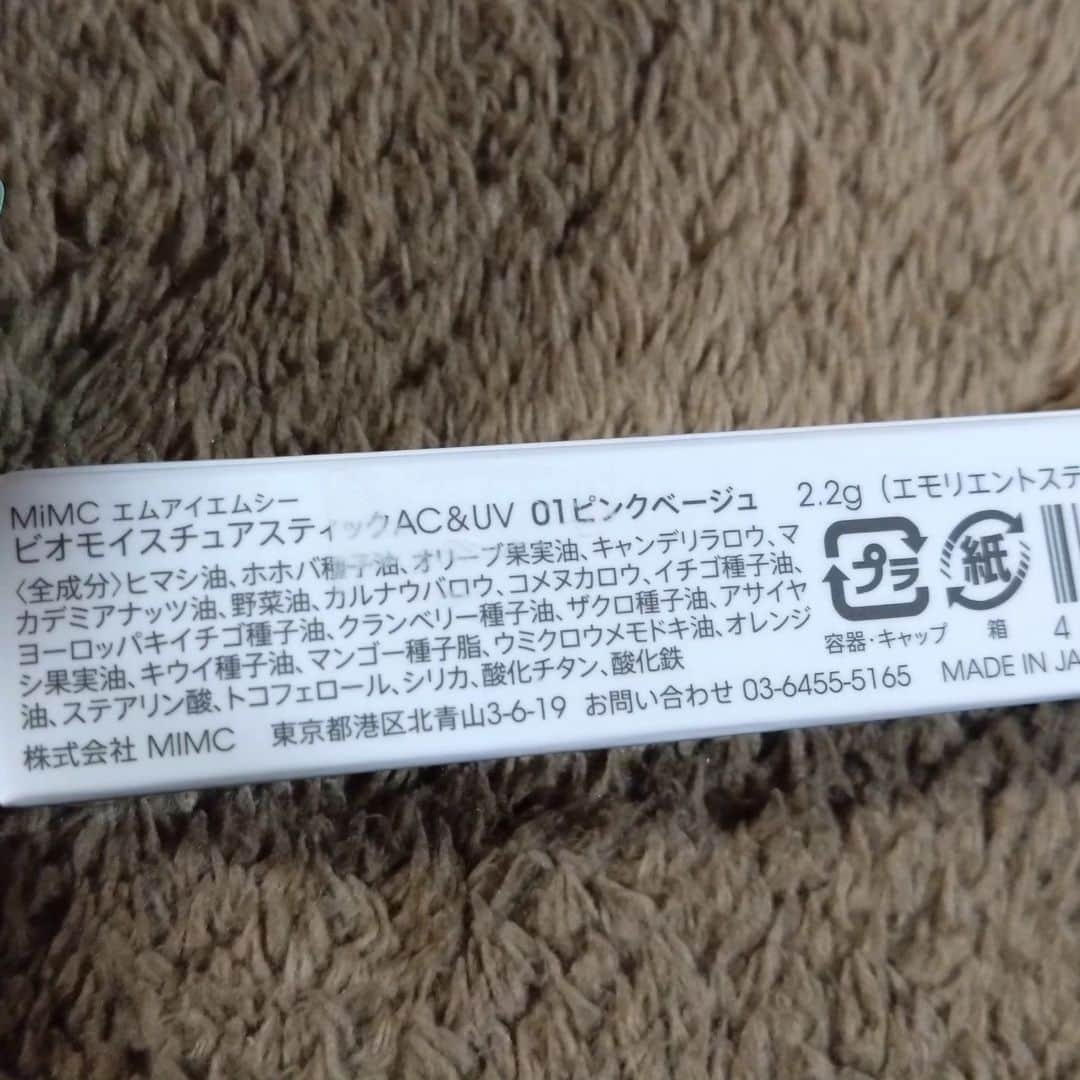 MiMC エムアイエムシー
ビオモイスチュアスティックAC&UV 01ピンクベージュ 2.2g（エモリエントステ
〈全成分〉ヒマシ油、ホホバ種子油、オリーブ果実油、キャンデリラロウ、マ
カデミアナッツ油、野菜油、カルナウバロウ、コメヌカロウ、イチゴ種子油、
ヨーロッパキイチゴ種子油、クランベリー種子油、ザクロ種子油、アサイヤ
シ果実油、キウイ種子油、マンゴー種子脂、ウミクロウメモドキ油、オレンジ
油、ステアリン酸、トコフェロール、シリカ、酸化チタン、酸化鉄
株式会社 MIMC 東京都港区北青山3-6-19 お問い合わせ 03-6455-5165 MADE IN JA
プラ
容器・キャップ
紙
箱
4